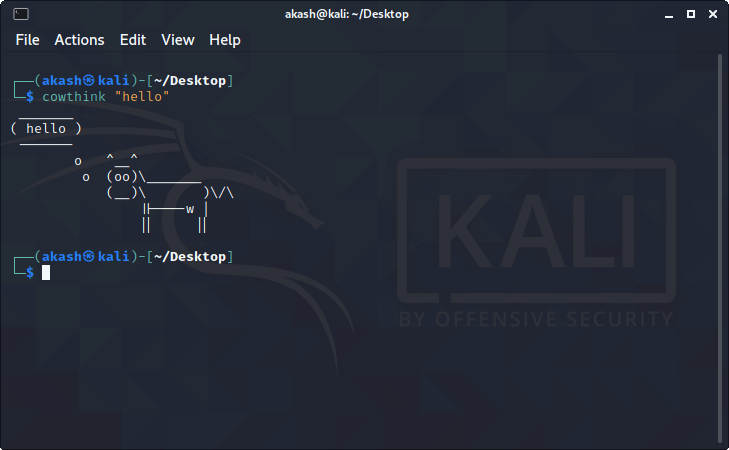 akash@kali: ~/Desktop
File Actions Edit View Help
┌──(akash㉿kali)-[~/Desktop]
└─$ cowthink "hello"
 _______
( hello )
 -------
        o   ^__^
         o  (oo)\_______
            (__)\       )\/\
                ||----w |
                ||     ||
┌──(akash㉿kali)-[~/Desktop]
└─$
KALI
BY OFFENSIVE SECURITY